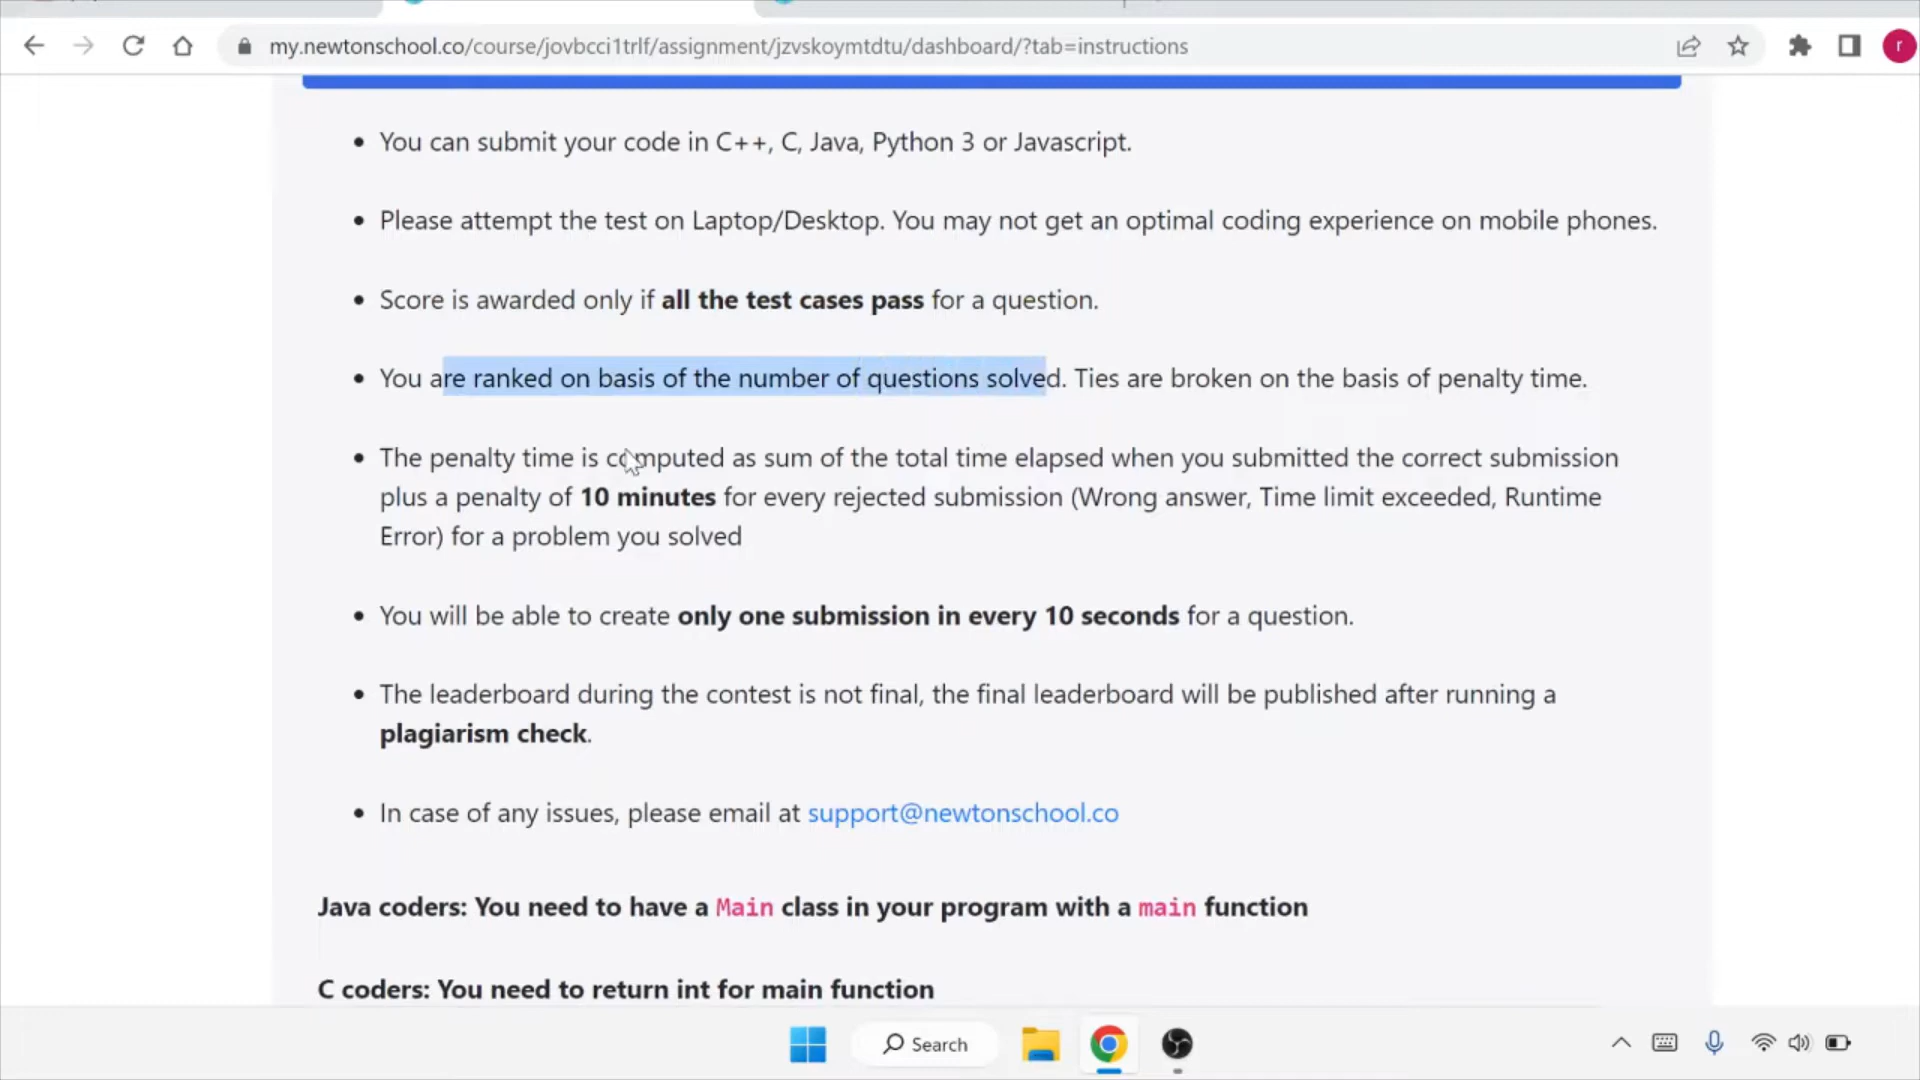 my.newtonschool.co/course/jovbcci1trlf/assignment/jzvskoymtdtu/dashboard/?tab=instructions
r
• You can submit your code in C++, C, Java, Python 3 or Javascript.
• Please attempt the test on Laptop/Desktop. You may not get an optimal coding experience on mobile phones.
• Score is awarded only if all the test cases pass for a question.
• You are ranked on basis of the number of questions solved. Ties are broken on the basis of penalty time.
• The penalty time is computed as sum of the total time elapsed when you submitted the correct submission
plus a penalty of 10 minutes for every rejected submission (Wrong answer, Time limit exceeded, Runtime
Error) for a problem you solved
• You will be able to create only one submission in every 10 seconds for a question.
• The leaderboard during the contest is not final, the final leaderboard will be published after running a
plagiarism check.
• In case of any issues, please email at support@newtonschool.co
Java coders: You need to have a Main class in your program with a main function
C coders: You need to return int for main function
Search